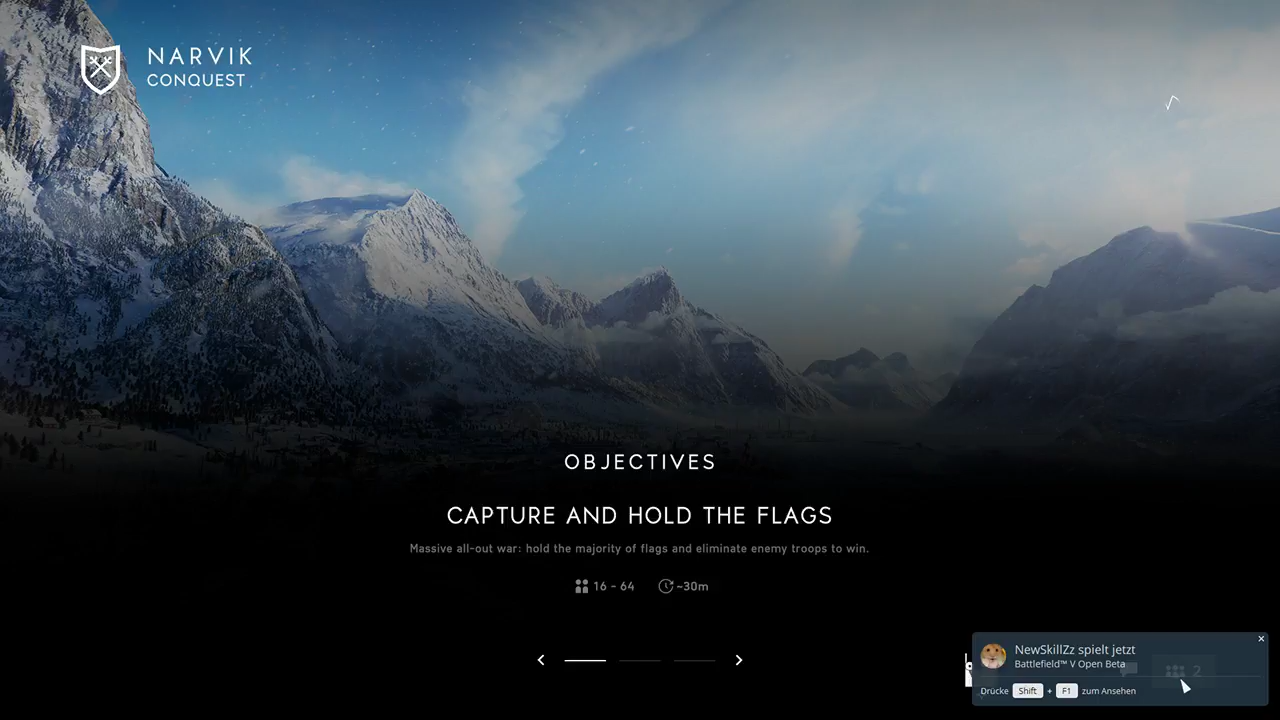 NARVIK
CONQUEST
OBJECTIVES
CAPTURE AND HOLD THE FLAGS
Massive all-out war: hold the majority of flags and eliminate enemy troops to win.
16 - 64 ~30m
NewSkillZz spielt jetzt
Battlefield™ V Open Beta
2
Drücke Shift + F1 zum Ansehen